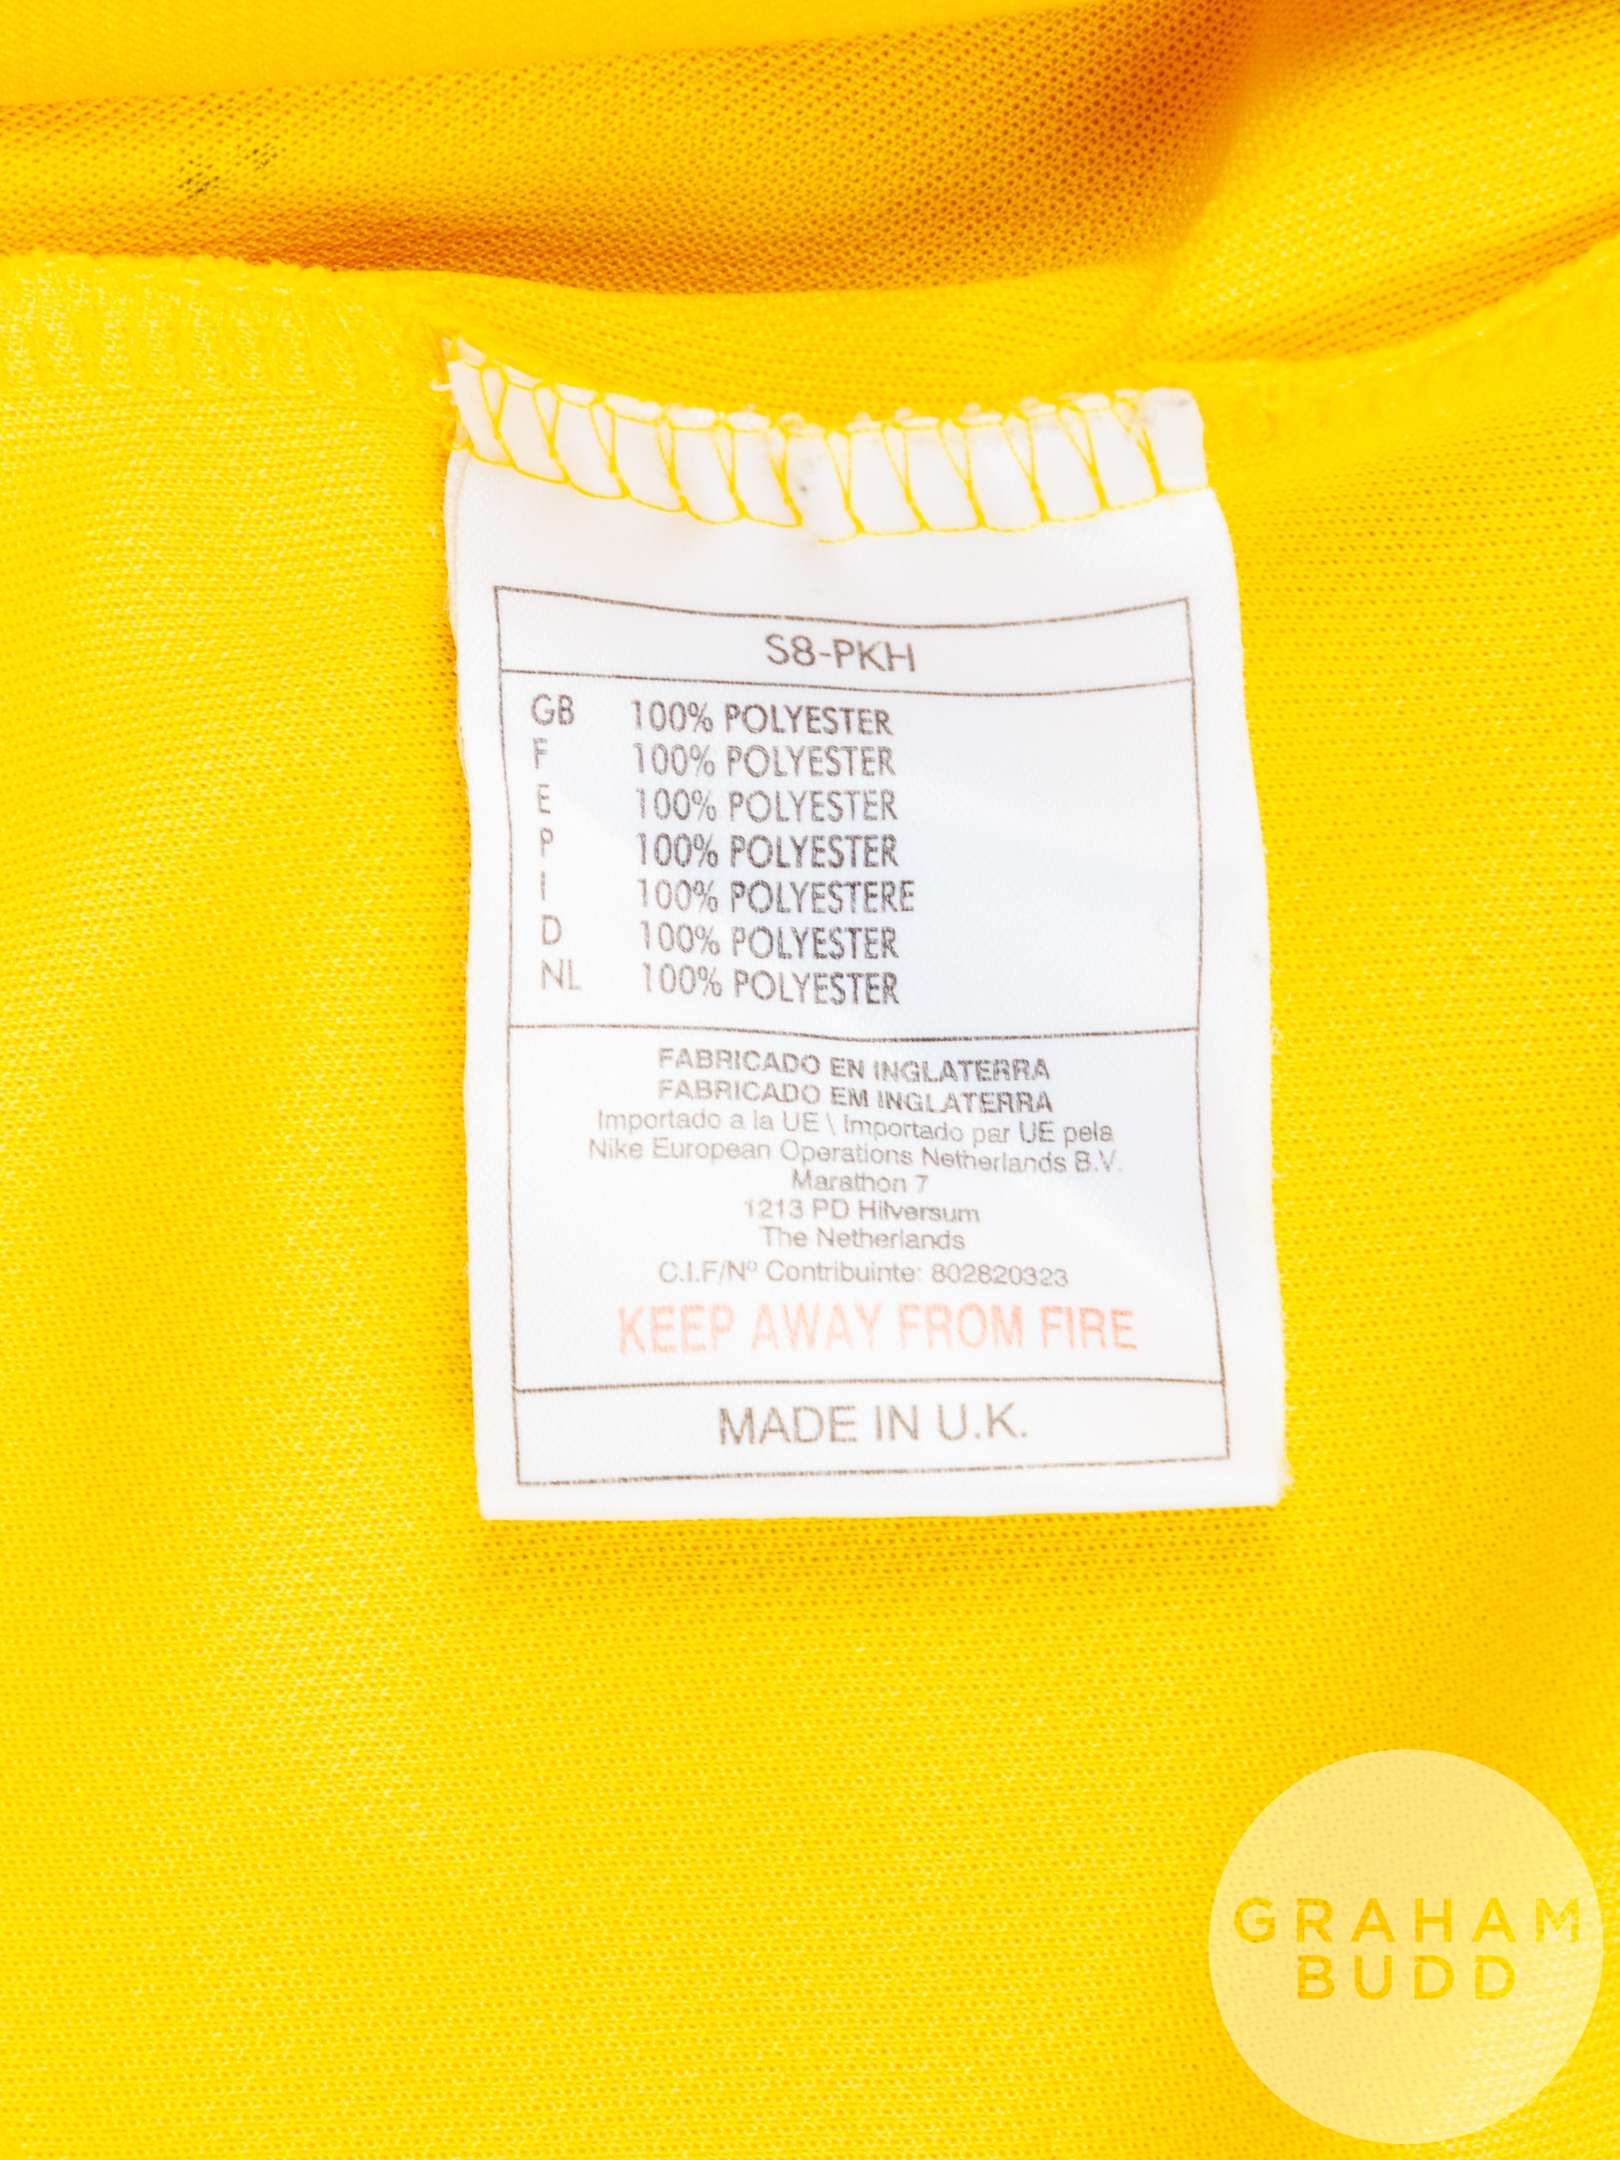 S8-PKH
GB 100% POLYESTER
F 100% POLYESTER
E 100% POLYESTER
P 100% POLYESTER
I 100% POLYESTERE
D 100% POLYESTER
NL 100% POLYESTER
FABRICADO EN INGLATERRA
FABRICADO EM INGLATERRA
Importado a la UE \ Importado par UE pela
Nike European Operations Netherlands B.V.
Marathon 7
1213 PD Hilversum
The Netherlands
C.I.F/Nº Contribuinte: 802820323
KEEP AWAY FROM FIRE
MADE IN U.K.
GRAHAM
BUDD